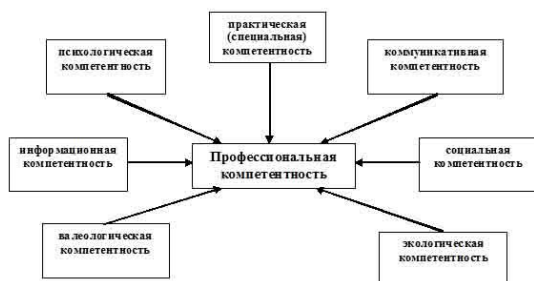 практическая
(специальная)
компетентность
психологическая
компетентность
коммуникативная
компетентность
информационная
компетентность
Профессиональная
компетентность
социальная
компетентность
валеологическая
компетентность
экологическая
компетентность